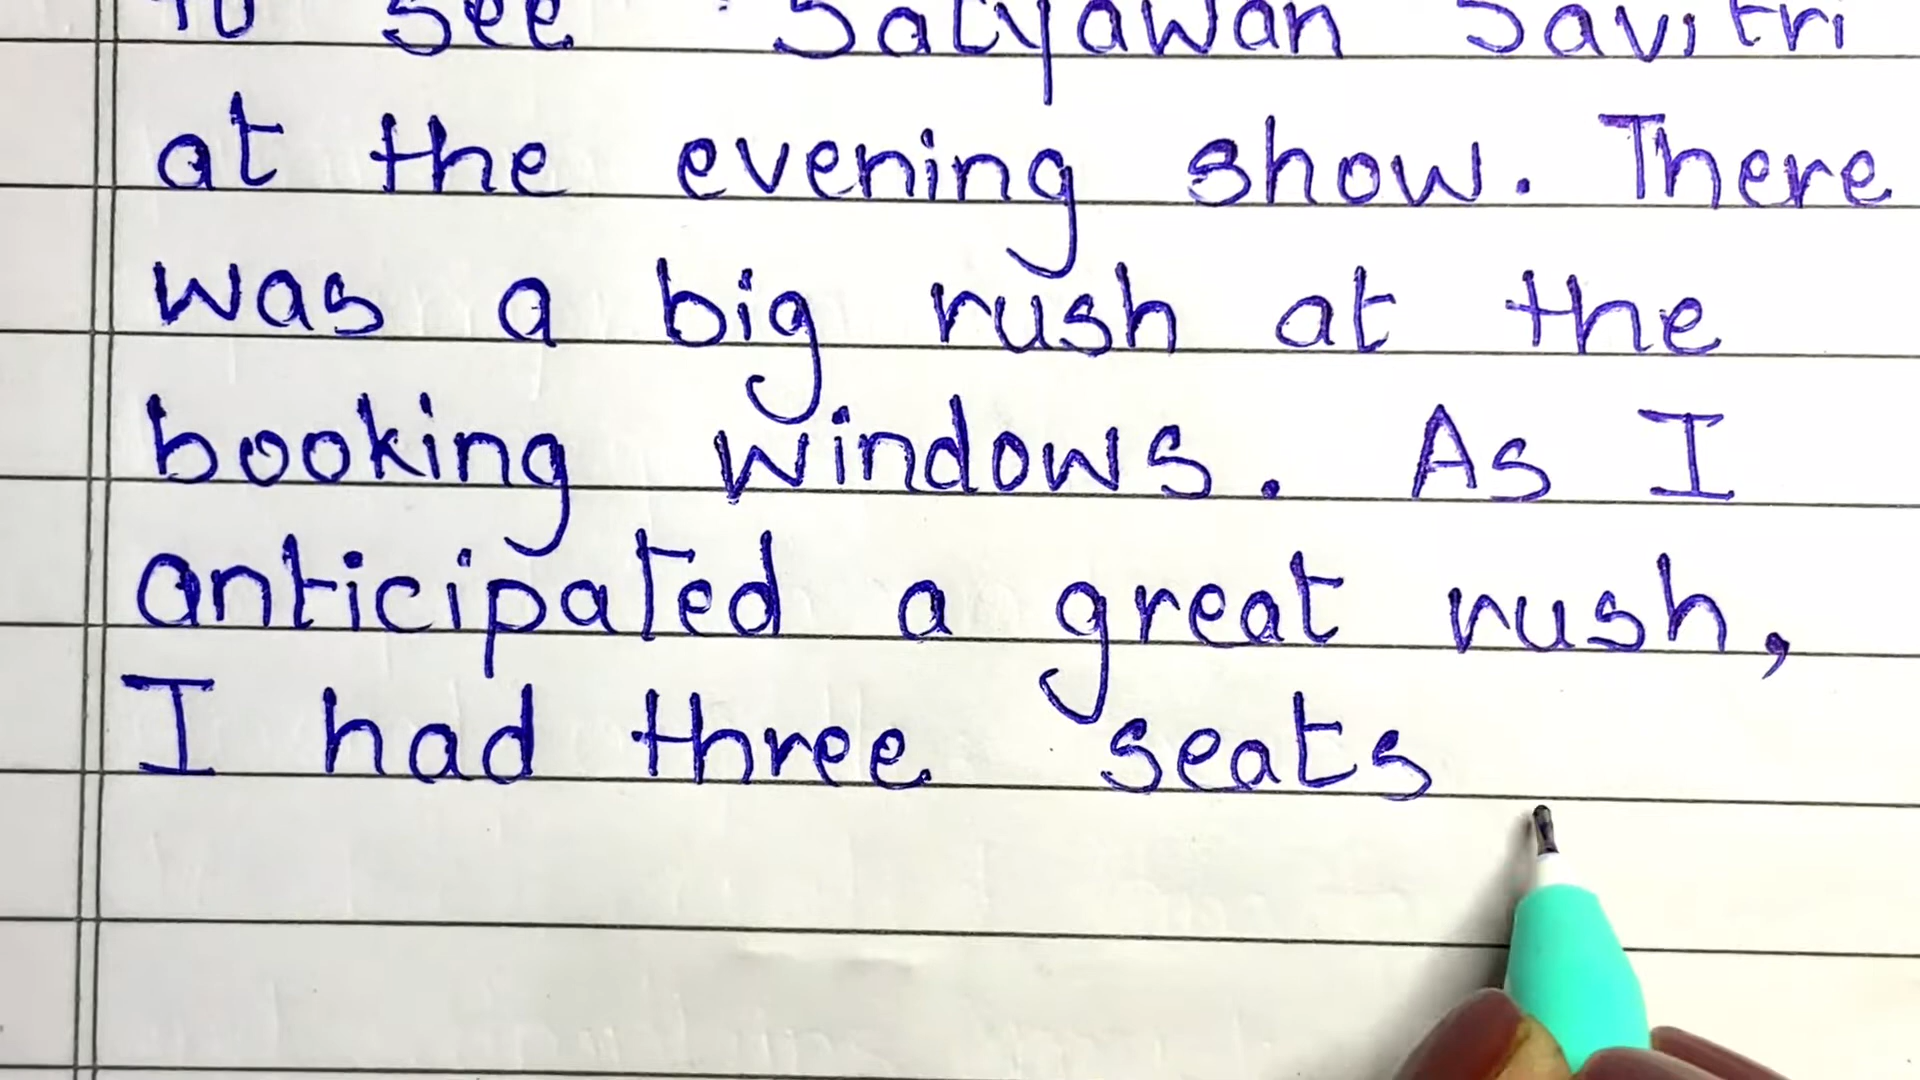 to see Satyawan Savitri
at the evening show. There
was a big rush at the
booking windows. As I
anticipated a great rush,
I had three seats